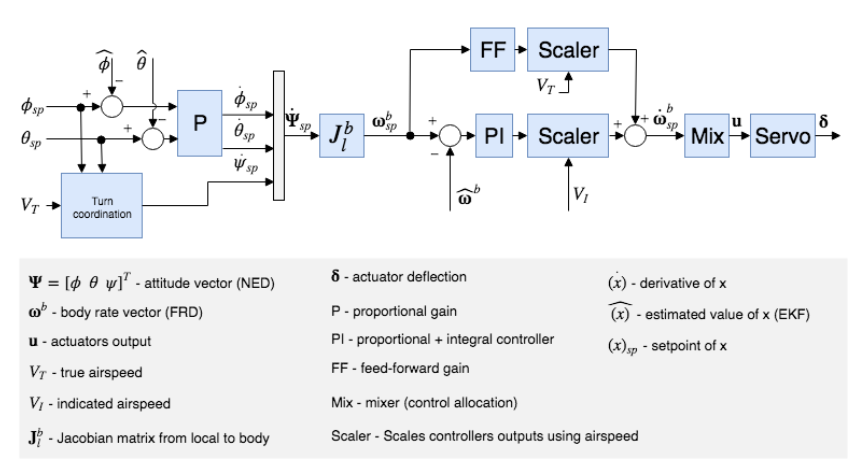 $\widehat{\phi}$ $\widehat{\theta}$
FF Scaler
$V_T$
$\phi_{sp}$ + −
$\theta_{sp}$ + −
P
$\dot{\phi}_{sp}$
$\dot{\theta}_{sp}$
$\dot{\psi}_{sp}$
$\dot{\mathbf{\Psi}}_{sp}$ $J_l^b$ $\mathbf{\omega}_{sp}^b$ + − PI Scaler + + $\dot{\mathbf{\omega}}_{sp}^b$ Mix $\mathbf{u}$ Servo $\mathbf{\delta}$
$\widehat{\mathbf{\omega}}^b$ $V_I$
$V_T$ Turn
coordination
$\mathbf{\Psi} = [\phi \ \theta \ \psi]^T$ - attitude vector (NED)
$\mathbf{\omega}^b$ - body rate vector (FRD)
$\mathbf{u}$ - actuators output
$V_T$ - true airspeed
$V_I$ - indicated airspeed
$\mathbf{J}_l^b$ - Jacobian matrix from local to body
$\mathbf{\delta}$ - actuator deflection
P - proportional gain
PI - proportional + integral controller
FF - feed-forward gain
Mix - mixer (control allocation)
Scaler - Scales controllers outputs using airspeed
$\dot{(x)}$ - derivative of x
$\widehat{(x)}$ - estimated value of x (EKF)
$(x)_{sp}$ - setpoint of x